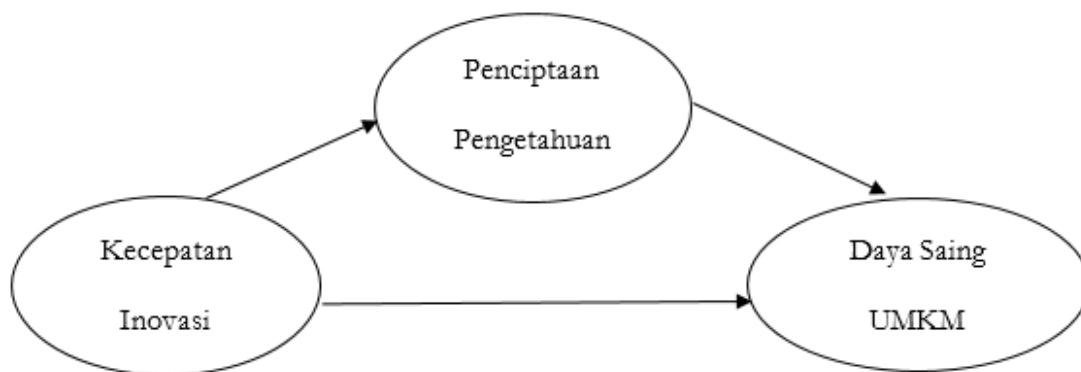 Penciptaan
Pengetahuan
Kecepatan
Inovasi
Daya Saing
UMKM